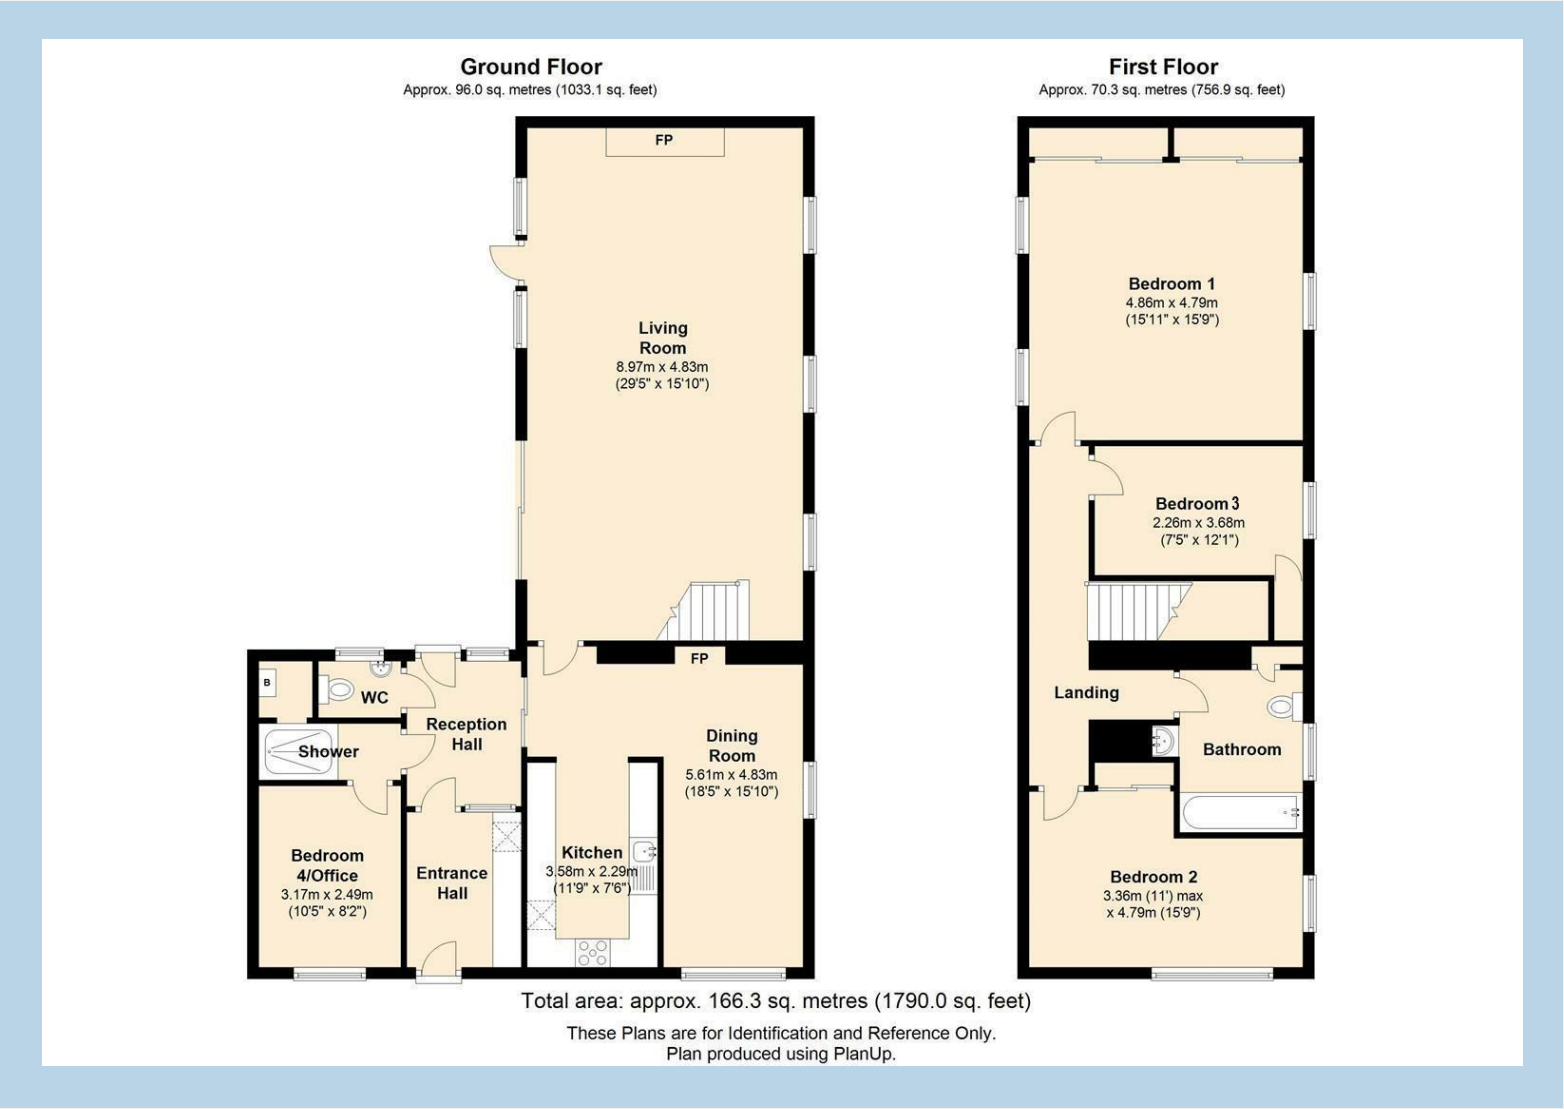 Ground Floor
Approx. 96.0 sq. metres (1033.1 sq. feet)
FP
Living
Room
8.97m x 4.83m
(29'5" x 15'10")
FP
B
WC
Reception
Hall
Shower
Dining
Room
5.61m x 4.83m
(18'5" x 15'10")
Kitchen
3.58m x 2.29m
(11'9" x 7'6")
Bedroom
4/Office
3.17m x 2.49m
(10'5" x 8'2")
Entrance
Hall
First Floor
Approx. 70.3 sq. metres (756.9 sq. feet)
Bedroom 1
4.86m x 4.79m
(15'11" x 15'9")
Bedroom 3
2.26m x 3.68m
(7'5" x 12'1")
Landing
Bathroom
Bedroom 2
3.36m (11') max
x 4.79m (15'9")
Total area: approx. 166.3 sq. metres (1790.0 sq. feet)
These Plans are for Identification and Reference Only.
Plan produced using PlanUp.